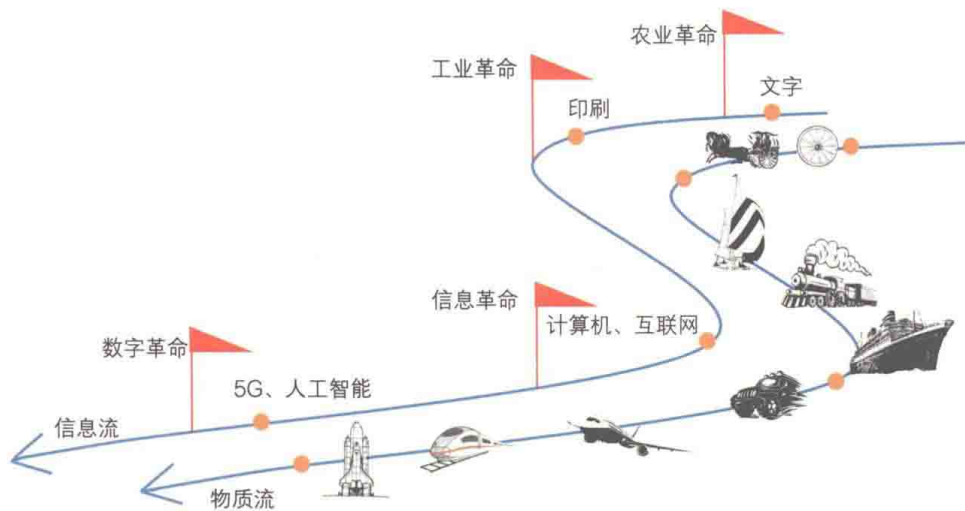 农业革命
工业革命
文字
印刷
信息革命
计算机、互联网
数字革命
5G、人工智能
信息流
物质流